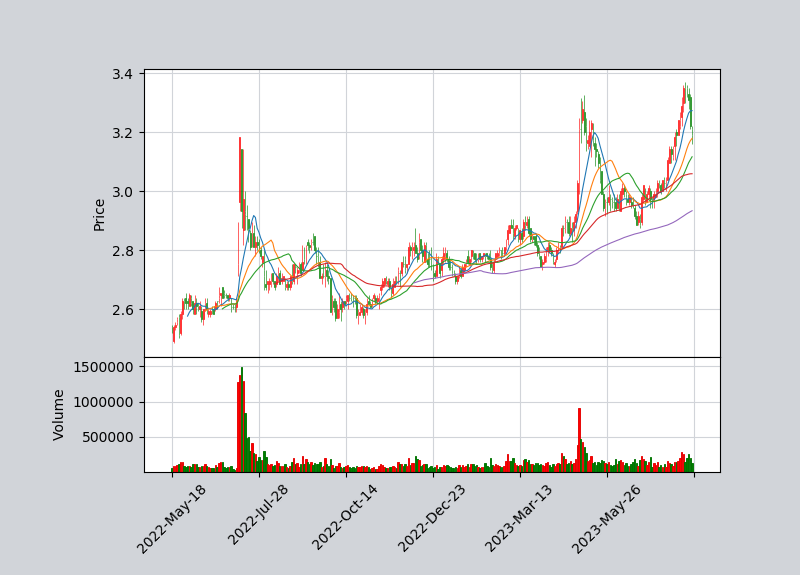 3.4
3.2
3.0
2.8
2.6
Price
1500000
1000000
500000
Volume
2022-May-18
2022-Jul-28
2022-Oct-14
2022-Dec-23
2023-Mar-13
2023-May-26